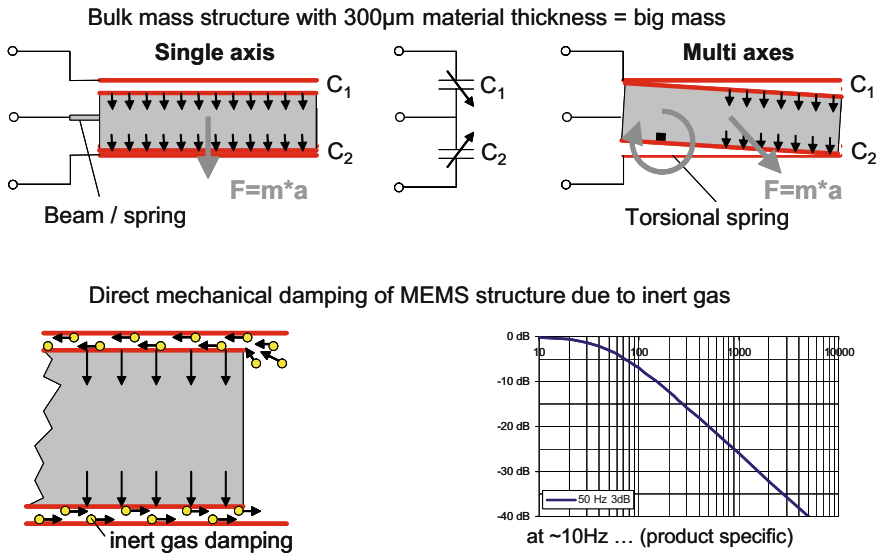 Bulk mass structure with 300µm material thickness = big mass
Single axis
Multi axes
C1
C2
F=m*a
Beam / spring
C1
C2
C1
C2
F=m*a
Torsional spring
Direct mechanical damping of MEMS structure due to inert gas
inert gas damping
0 dB
-10 dB
-20 dB
-30 dB
-40 dB
10
100
1000
10000
50 Hz 3dB
at ~10Hz ... (product specific)